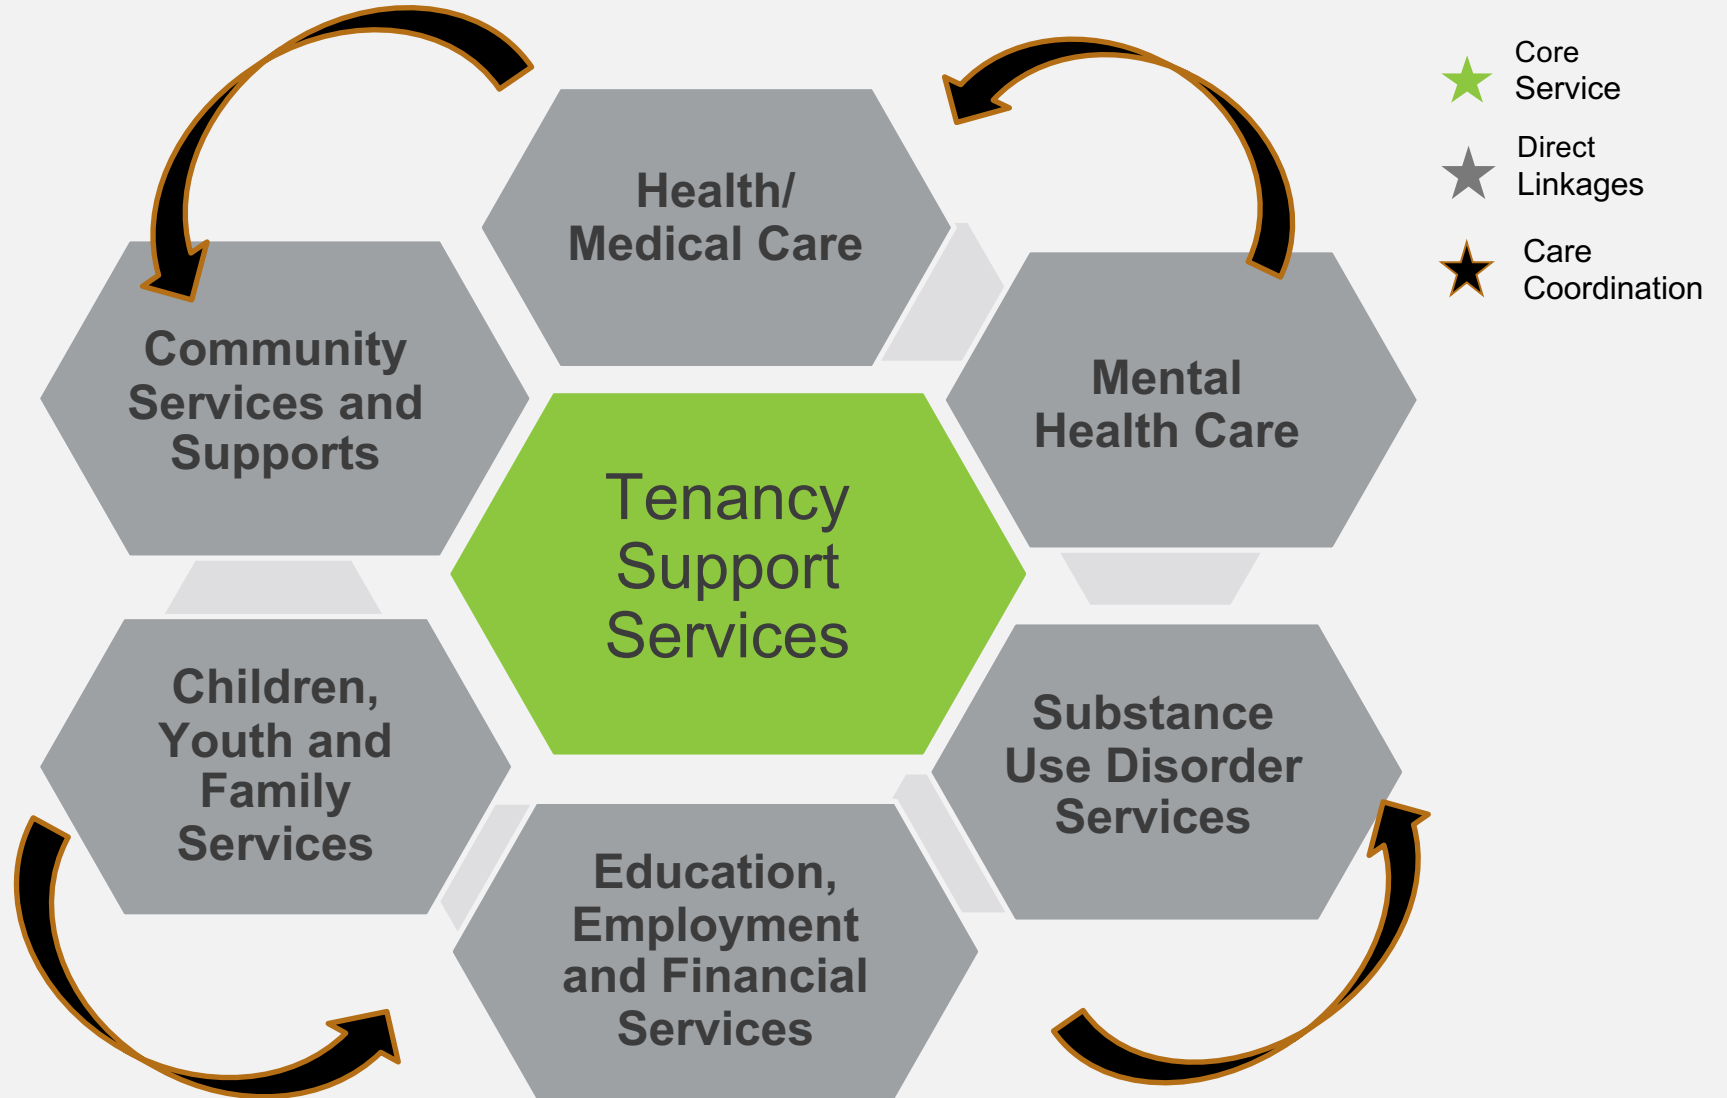 Health/
Medical Care
Mental
Health Care
Substance
Use Disorder
Services
Education,
Employment
and Financial
Services
Children,
Youth and
Family
Services
Community
Services and
Supports
Tenancy
Support
Services
Core
Service
Direct
Linkages
Care
Coordination